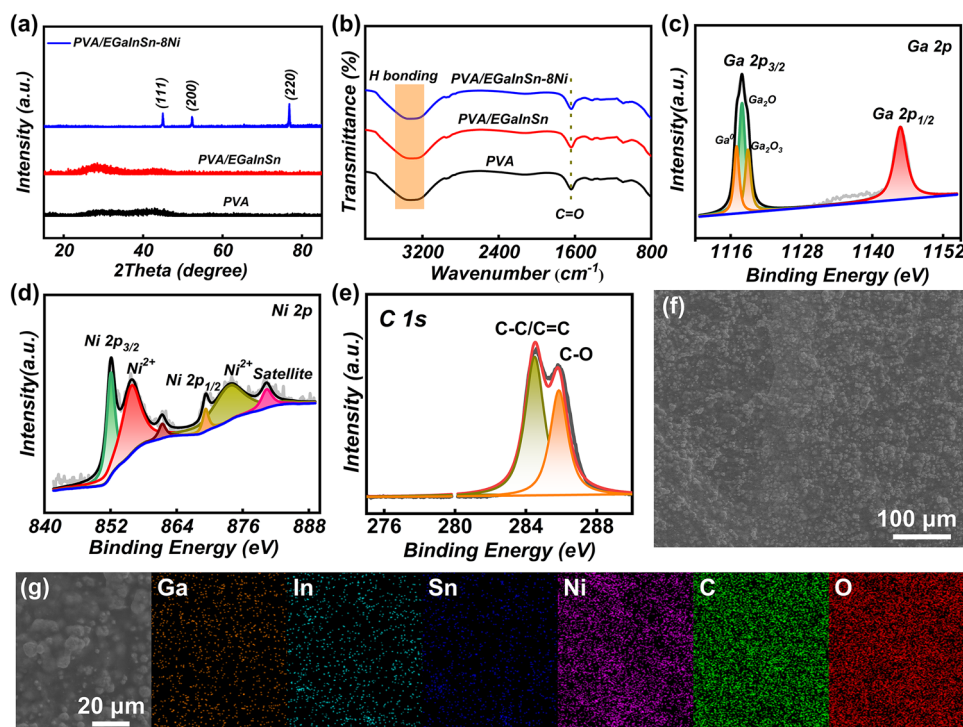 (a)
PVA/EGaInSn-8Ni
(111)
(200)
(220)
PVA/EGaInSn
PVA
Intensity(a.u.)
20 40 60 80
2Theta (degree)
(b)
H bonding
PVA/EGaInSn-8Ni
PVA/EGaInSn
PVA
C=O
Transmittance (%)
3200 2400 1600 800
Wavenumber (cm⁻¹)
(c)
Ga 2p
Ga 2p₃/₂
Ga₂O
Ga⁰
Ga₂O₃
Ga 2p₁/₂
Intensity(a.u.)
1116 1128 1140 1152
Binding Energy (eV)
(d)
Ni 2p
Ni 2p₃/₂
Ni²⁺
Ni 2p₁/₂
Ni²⁺
Satellite
Intensity(a.u.)
840 852 864 876 888
Binding Energy (eV)
(e)
C 1s
C-C/C=C
C-O
Intensity (a.u.)
276 280 284 288
Binding Energy (eV)
(f)
100 µm
(g)
20 µm
Ga
In
Sn
Ni
C
O